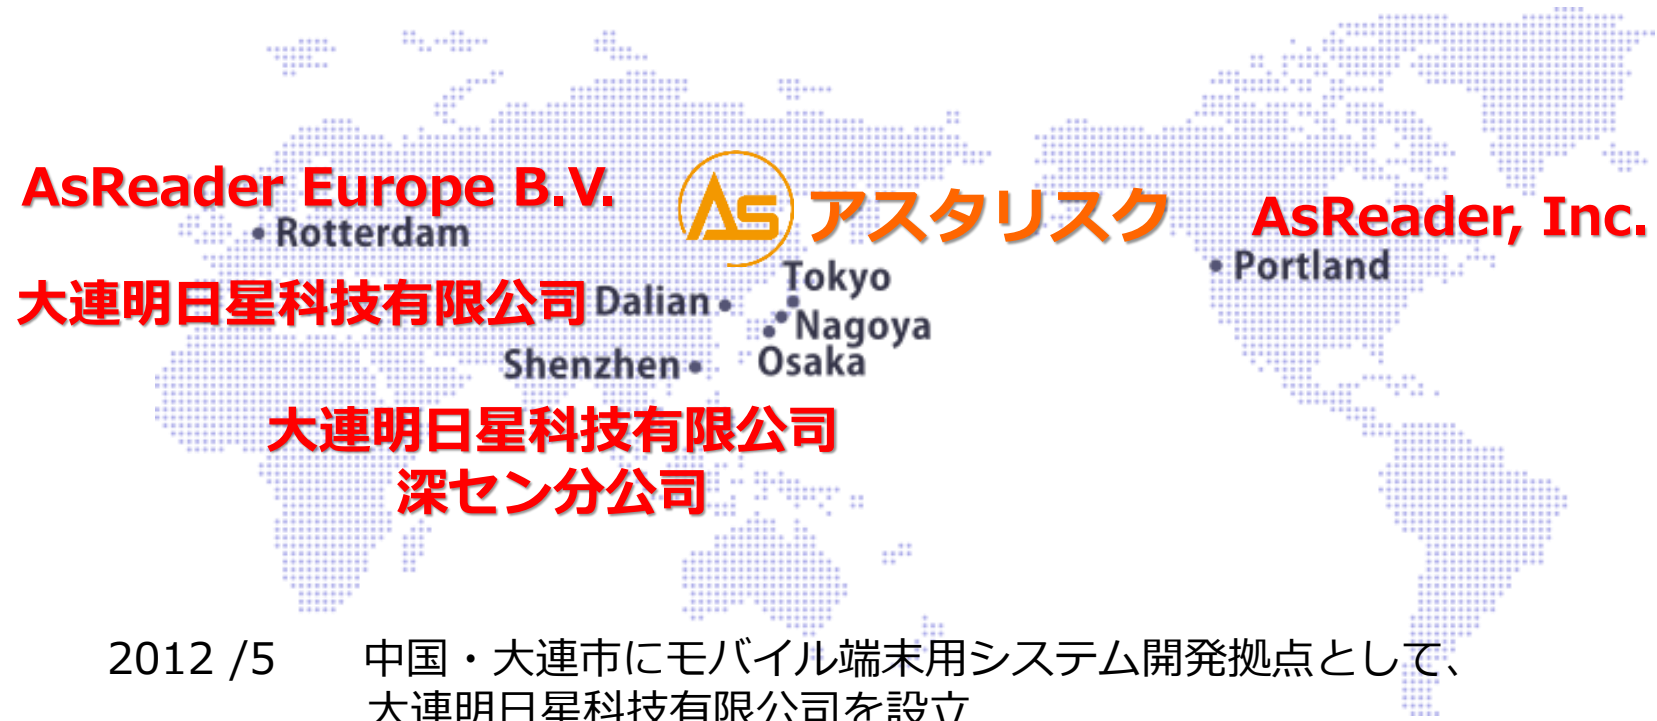 AsReader Europe B.V.
As アスタリスク
AsReader, Inc.
Rotterdam
Portland
Tokyo
大連明日星科技有限公司
Dalian
Nagoya
Shenzhen
Osaka
大連明日星科技有限公司
深セン分公司
2012 /5 中国・大連市にモバイル端末用システム開発拠点として、
大連明日星科技有限公司を設立